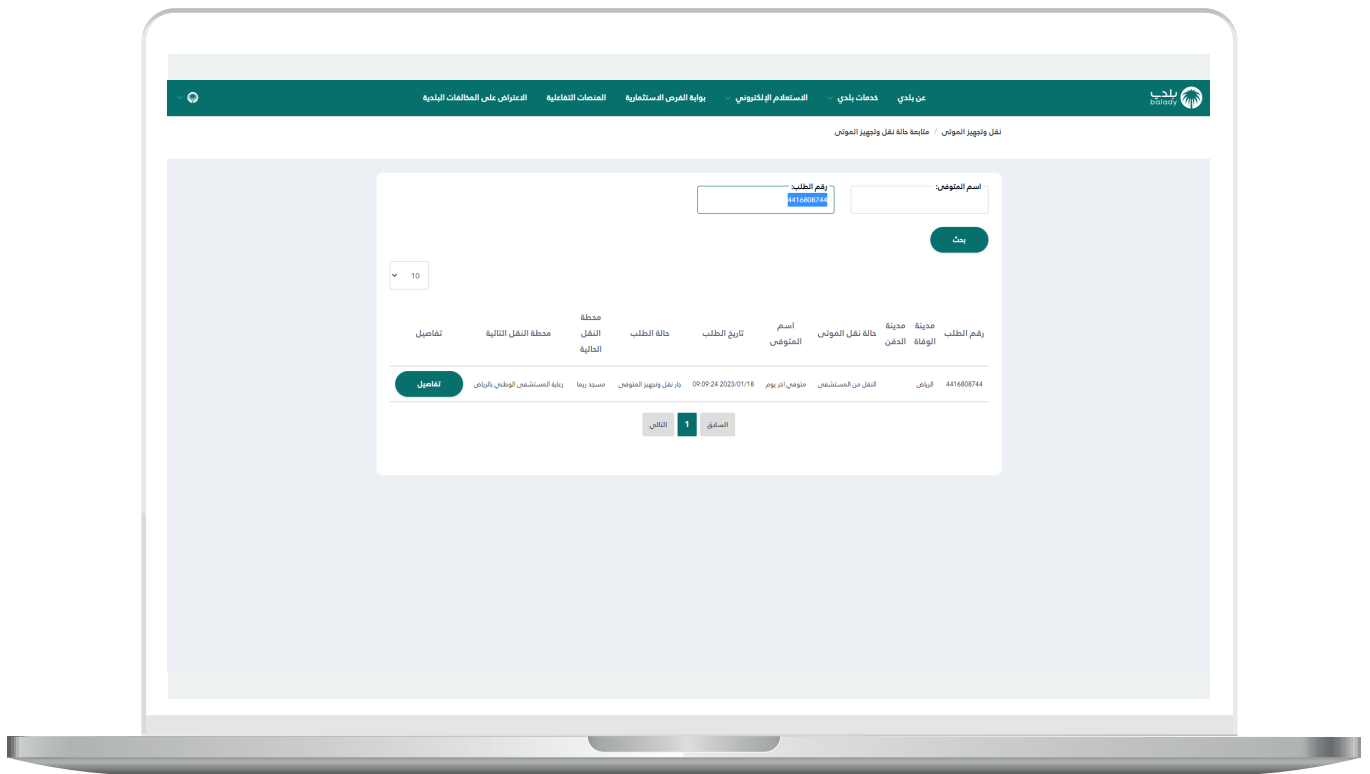 بلدي
balady
عن بلدي
خدمات بلدي
الاستعلام الإلكتروني
بوابة الفرص الاستثمارية
المنصات التفاعلية
الاعتراض على المخالفات البلدية
نقل وتجهيز الموتى / متابعة حالة نقل وتجهيز الموتى
اسم المتوفى:
رقم الطلب:
4416808744
بحث
10
رقم الطلب
مدينة الوفاة
مدينة الدفن
حالة نقل الموتى
اسم المتوفى
تاريخ الطلب
حالة الطلب
محطة النقل الحالية
محطة النقل التالية
تفاصيل
4416808744
الرياض
النقل من المستشفى
متوفي اخر يوم
09:09:24 2023/01/18
دار نقل وتجهيز المتوفى
مسجد ريما
رعاية المستشفى الوطني بالرياض
تفاصيل
السابق
1
التالي